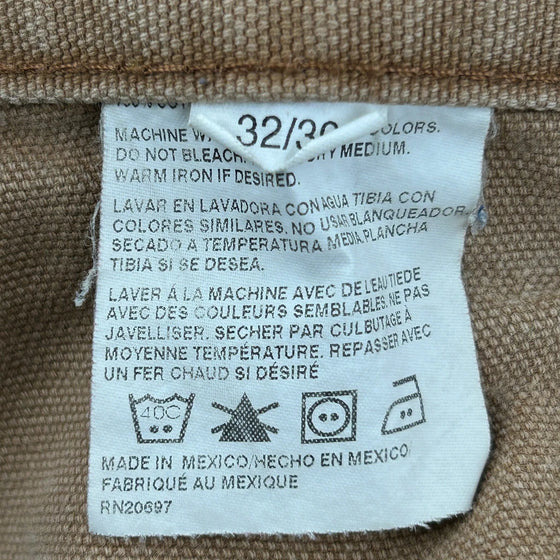 32/30
MACHINE COLORS.
DO NOT BLEACH. DRY MEDIUM.
WARM IRON IF DESIRED.
LAVAR EN LAVADORA CON AGUA TIBIA CON
COLORES SIMILARES. NO USAR BLANQUEADOR
SECADO A TEMPERATURA MEDIA. PLANCHA
TIBIA SI SE DESEA.
LAVER Á LA MACHINE AVEC DE L'EAU TIEDE
AVEC DES COULEURS SEMBLABLES. NE PAS
JAVELLISER. SECHER PAR CULBUTAGE À
MOYENNE TEMPÉRATURE. REPASSER AVEC
UN FER CHAUD SI DÉSIRÉ
40C
MADE IN MEXICO/HECHO EN MEXICO
FABRIQUÉ AU MEXIQUE
RN20697